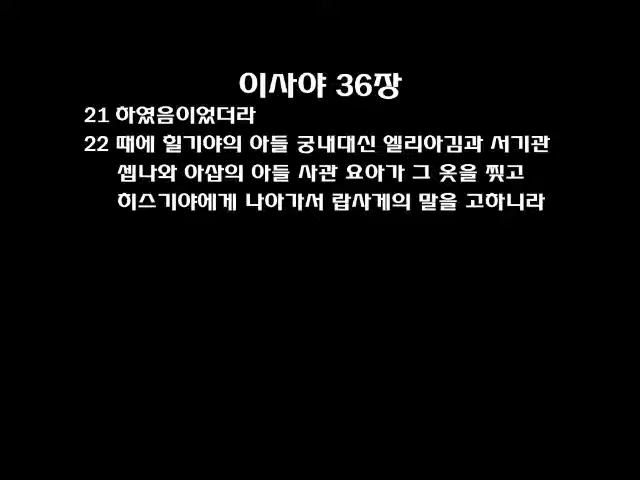 이사야 36장
21 하였음이었더라
22 때에 힐기야의 아들 궁내대신 엘리아김과 서기관
셉나와 아삽의 아들 사관 요아가 그 옷을 찢고
히스기야에게 나아가서 랍사게의 말을 고하니라